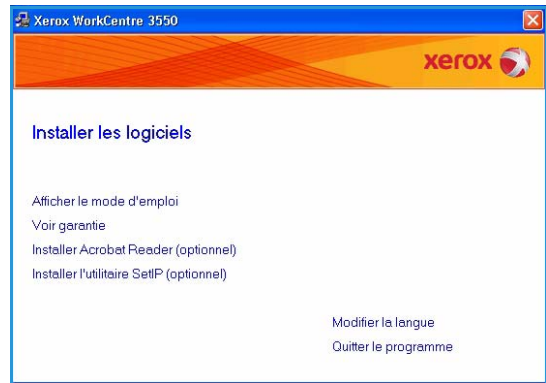 Xerox WorkCentre 3550
xerox
Installer les logiciels
Afficher le mode d'emploi
Voir garantie
Installer Acrobat Reader (optionnel)
Installer l'utilitaire SetIP (optionnel)
Modifier la langue
Quitter le programme